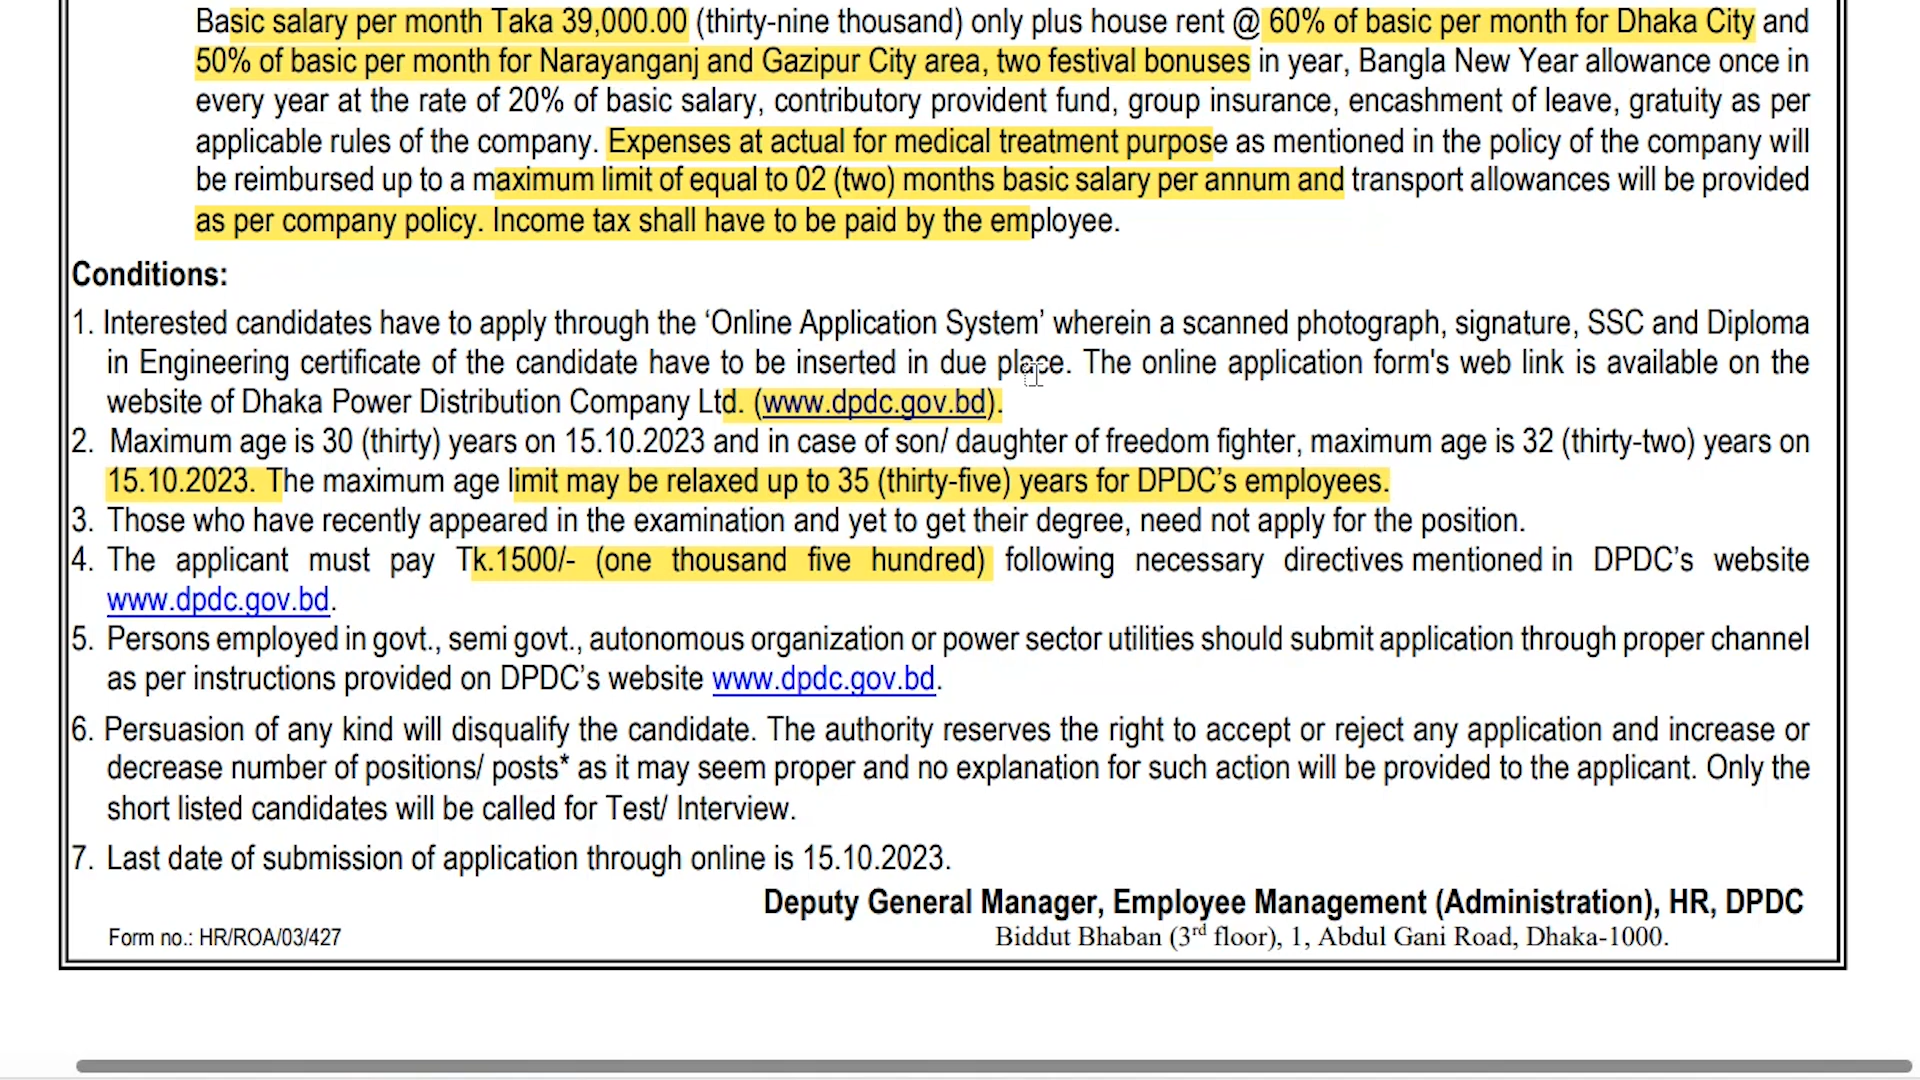 Basic salary per month Taka 39,000.00 (thirty-nine thousand) only plus house rent @ 60% of basic per month for Dhaka City and
50% of basic per month for Narayanganj and Gazipur City area, two festival bonuses in year, Bangla New Year allowance once in
every year at the rate of 20% of basic salary, contributory provident fund, group insurance, encashment of leave, gratuity as per
applicable rules of the company. Expenses at actual for medical treatment purpose as mentioned in the policy of the company will
be reimbursed up to a maximum limit of equal to 02 (two) months basic salary per annum and transport allowances will be provided
as per company policy. Income tax shall have to be paid by the employee.
Conditions:
1. Interested candidates have to apply through the ‘Online Application System’ wherein a scanned photograph, signature, SSC and Diploma
in Engineering certificate of the candidate have to be inserted in due place. The online application form's web link is available on the
website of Dhaka Power Distribution Company Ltd. (www.dpdc.gov.bd).
2. Maximum age is 30 (thirty) years on 15.10.2023 and in case of son/ daughter of freedom fighter, maximum age is 32 (thirty-two) years on
15.10.2023. The maximum age limit may be relaxed up to 35 (thirty-five) years for DPDC’s employees.
3. Those who have recently appeared in the examination and yet to get their degree, need not apply for the position.
4. The applicant must pay Tk.1500/- (one thousand five hundred) following necessary directives mentioned in DPDC’s website
www.dpdc.gov.bd.
5. Persons employed in govt., semi govt., autonomous organization or power sector utilities should submit application through proper channel
as per instructions provided on DPDC’s website www.dpdc.gov.bd.
6. Persuasion of any kind will disqualify the candidate. The authority reserves the right to accept or reject any application and increase or
decrease number of positions/ posts* as it may seem proper and no explanation for such action will be provided to the applicant. Only the
short listed candidates will be called for Test/ Interview.
7. Last date of submission of application through online is 15.10.2023.
Deputy General Manager, Employee Management (Administration), HR, DPDC
Form no.: HR/ROA/03/427
Biddut Bhaban (3rd floor), 1, Abdul Gani Road, Dhaka-1000.